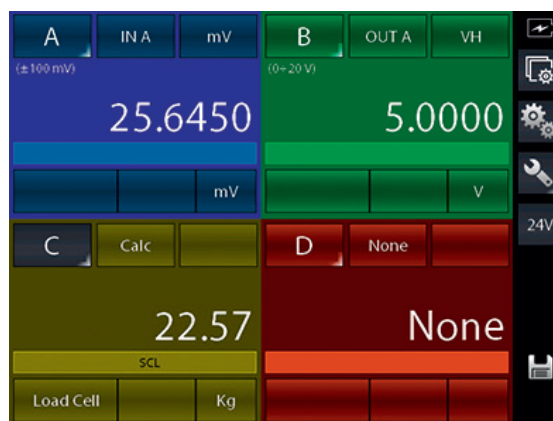 A IN A mV
(±100 mV)
25.6450
mV
B OUT A VH
(0÷20 V)
5.0000
V
C Calc
22.57
SCL
Load Cell Kg
D None
None
24V